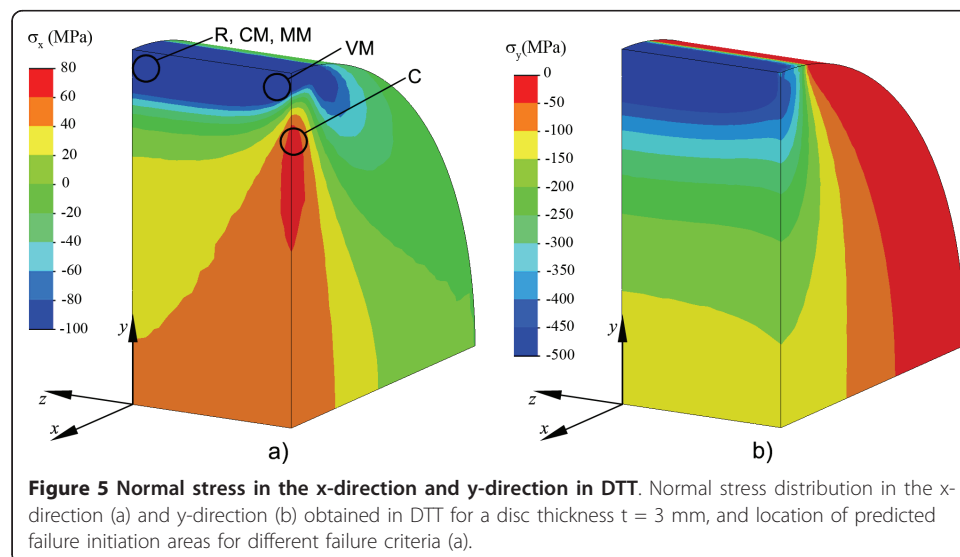 σx (MPa)
80
60
40
20
0
-20
-40
-60
-80
-100
R, CM, MM
VM
C
y
z
x
a)
σy(MPa)
0
-50
-100
-150
-200
-250
-300
-350
-400
-450
-500
y
z
x
b)
Figure 5 Normal stress in the x-direction and y-direction in DTT. Normal stress distribution in the x-
direction (a) and y-direction (b) obtained in DTT for a disc thickness t = 3 mm, and location of predicted
failure initiation areas for different failure criteria (a).